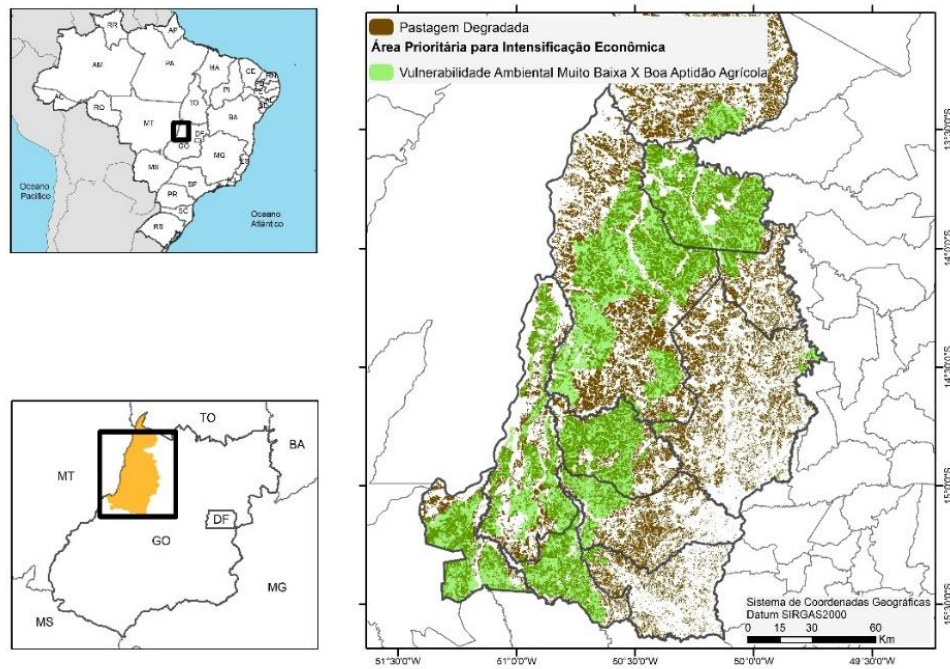 RR
AP
AM
PA
MA
CE
RN
PI
AC
RO
TO
MT
BA
DF
GO
MG
MS
ES
SP
PR
SC
RS
Oceano
Pacífico
Oceano
Atlântico
TO
BA
MT
DF
GO
MG
MS
Pastagem Degradada
Área Prioritária para Intensificação Econômica
Vulnerabilidade Ambiental Muito Baixa X Boa Aptidão Agrícola
13°30'0"S
14°0'0"S
14°30'0"S
15°0'0"S
15°30'0"S
Sistema de Coordenadas Geográficas
Datum SIRGAS2000
0 15 30 60
Km
51°30'0"W 51°0'0"W 50°30'0"W 50°0'0"W 49°30'0"W